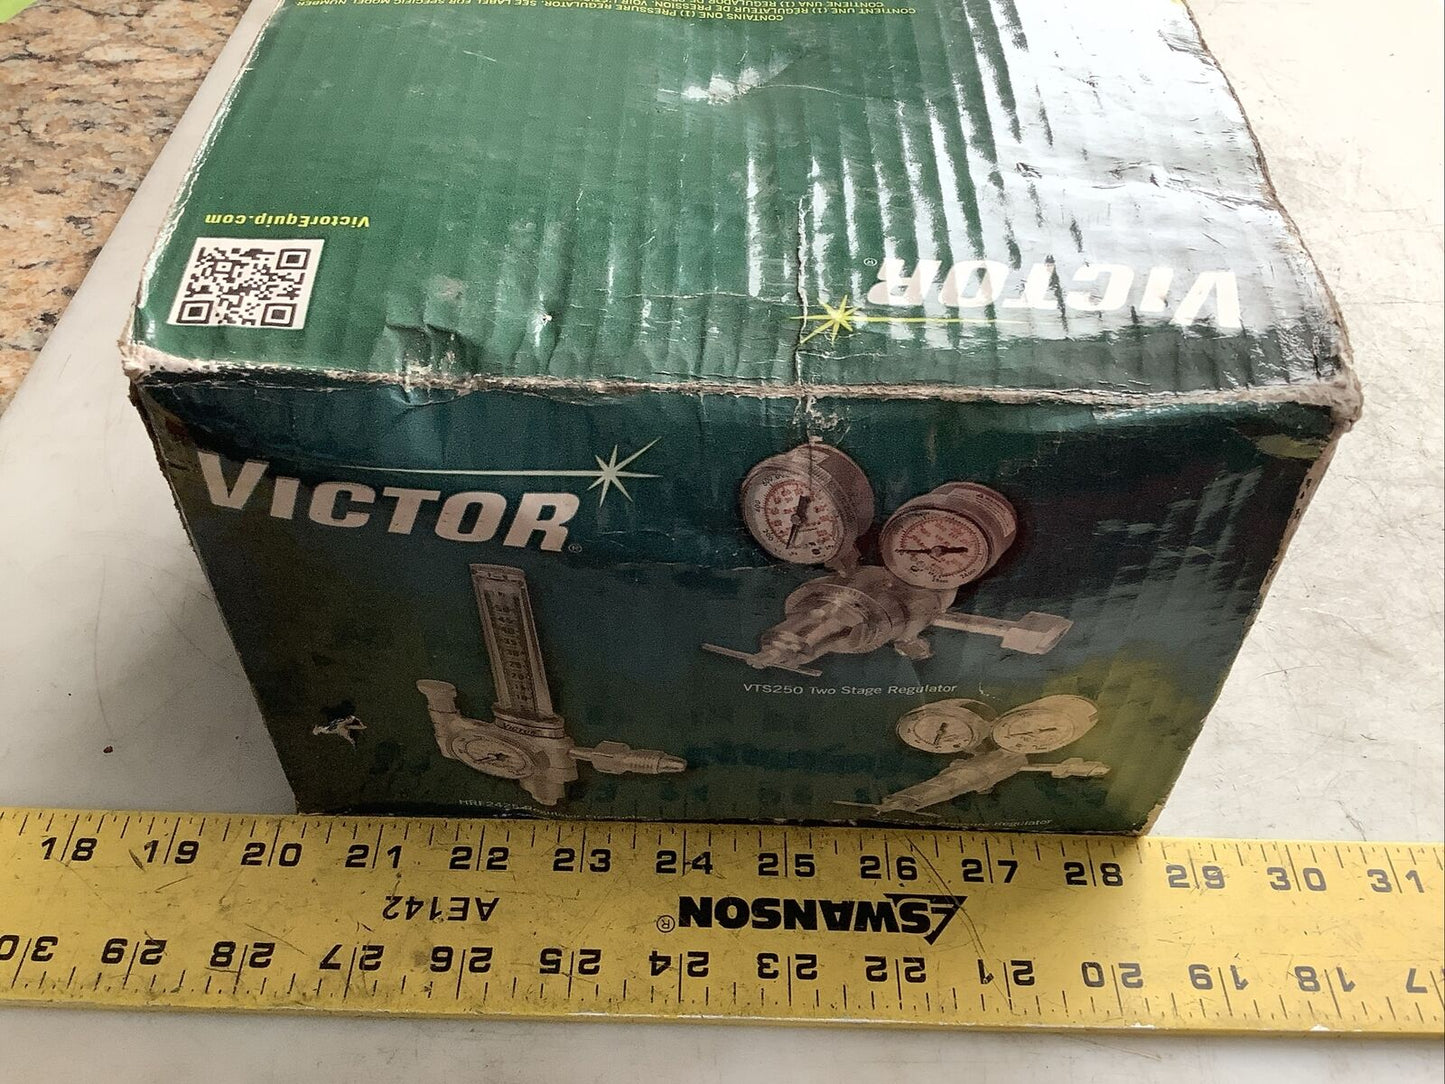 CONTAINS ONE (1) PRESSURE REGULATOR. SEE LABEL FOR SPECIFIC MODEL NUMBER.
CONTIENT UNE (1) REGULATEUR DE PRESSION. VOIR
CONTIENE UNA (1) REGULADOR DE
VictorEquip.com
VICTOR®
VICTOR®
VTS250 Two Stage Regulator
VICTOR
HRF2425
Regulator
18 19 20 21 22 23 24 25 26 27 28 29 30 31
SWANSON®
AE142
17 18 19 20 21 22 23 24 25 26 27 28 29 30